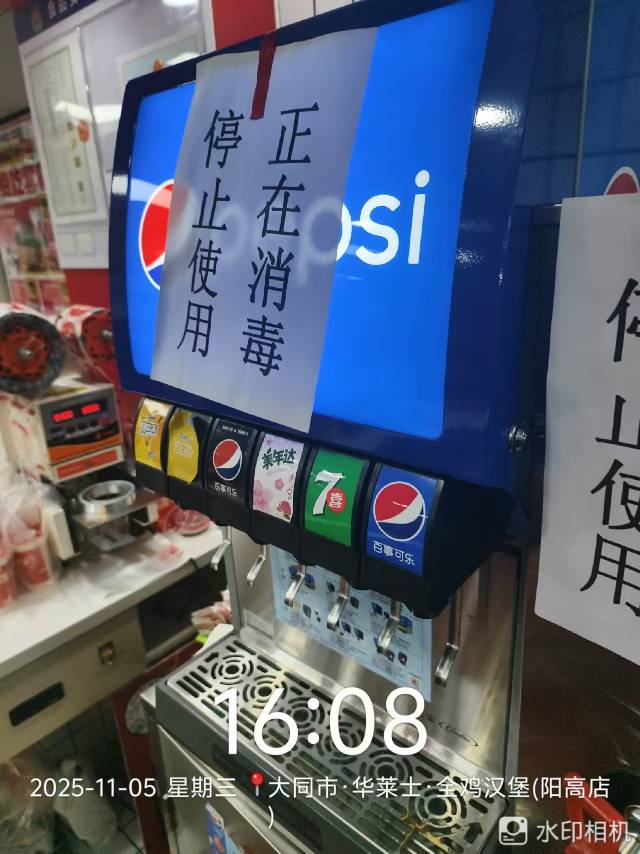 正在消毒
停止使用
psi
停止使用
百事可乐
美年达
7喜
百事可乐
16:08
2025-11-05 星期三 大同市·华莱士·全鸡汉堡(阳高店
)
水印相机